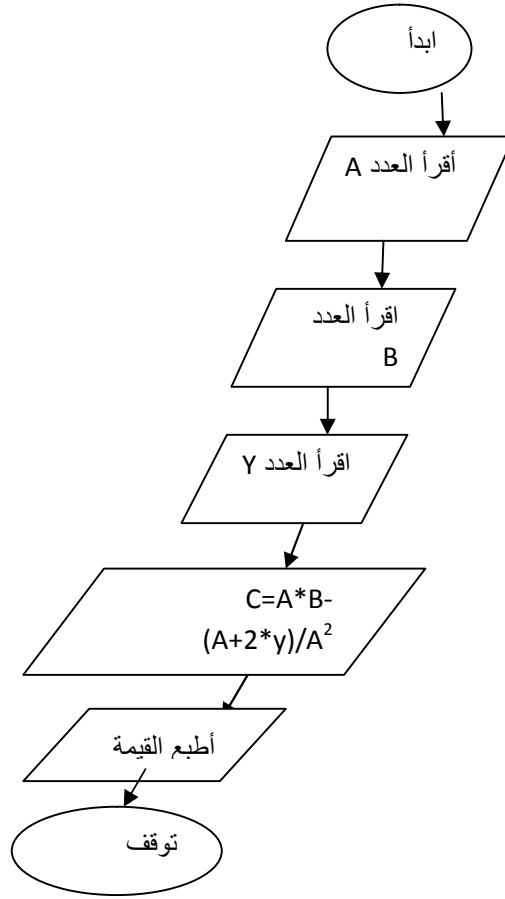 ابدأ
أقرأ العدد A
اقرأ العدد
B
اقرأ العدد Y
C=A*B-
(A+2*y)/A²
أطبع القيمة
توقف